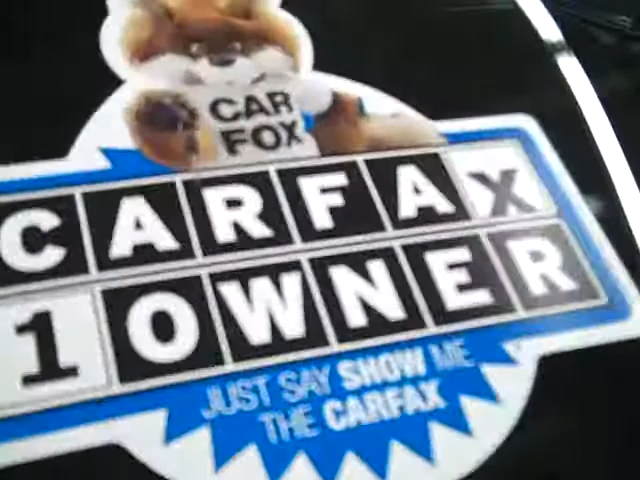 CAR
FOX
CARFAX
1 OWNER
JUST SAY SHOW ME
THE CARFAX